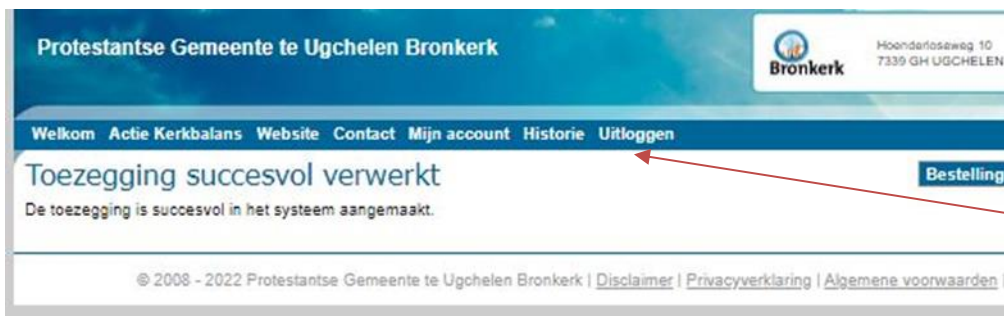 Protestantse Gemeente te Ugchelen Bronkerk
Bronkerk
Hoenderloseweg 10
7339 GH UGCHELEN
Welkom Actie Kerkbalans Website Contact Mijn account Historie Uitloggen
Toezegging succesvol verwerkt
Bestelling
De toezegging is succesvol in het systeem aangemaakt.
© 2008 - 2022 Protestantse Gemeente te Ugchelen Bronkerk | Disclaimer | Privacyverklaring | Algemene voorwaarden |